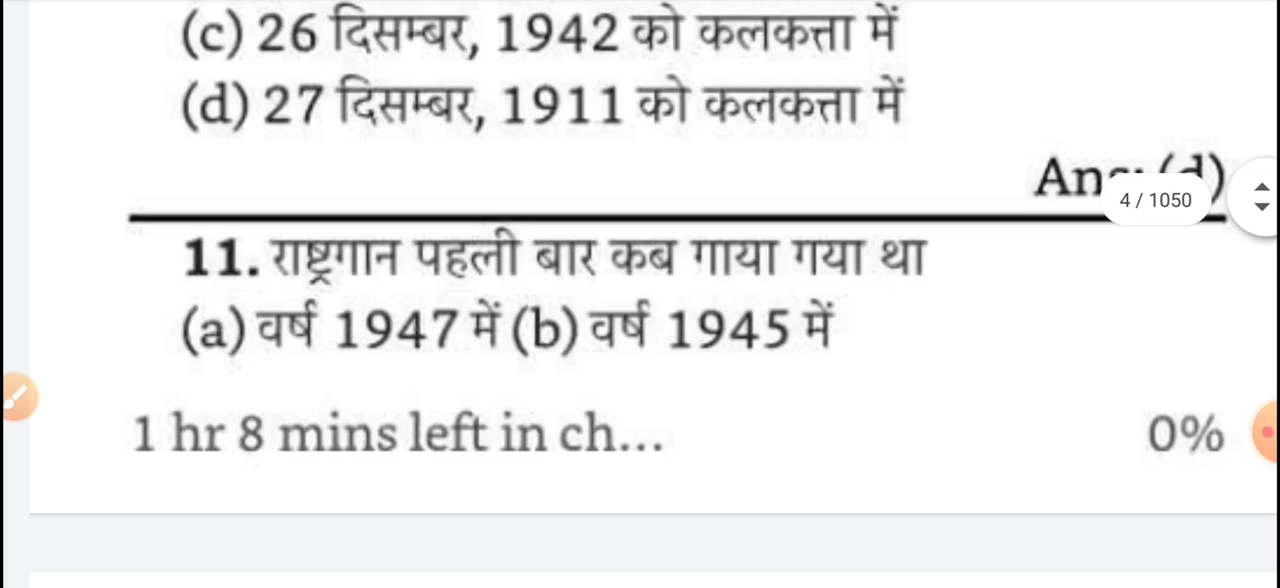 (c) 26 दिसम्बर, 1942 को कलकत्ता में
(d) 27 दिसम्बर, 1911 को कलकत्ता में
4 / 1050
11. राष्ट्रगान पहली बार कब गाया गया था
(a) वर्ष 1947 में (b) वर्ष 1945 में
1 hr 8 mins left in ch...
0%